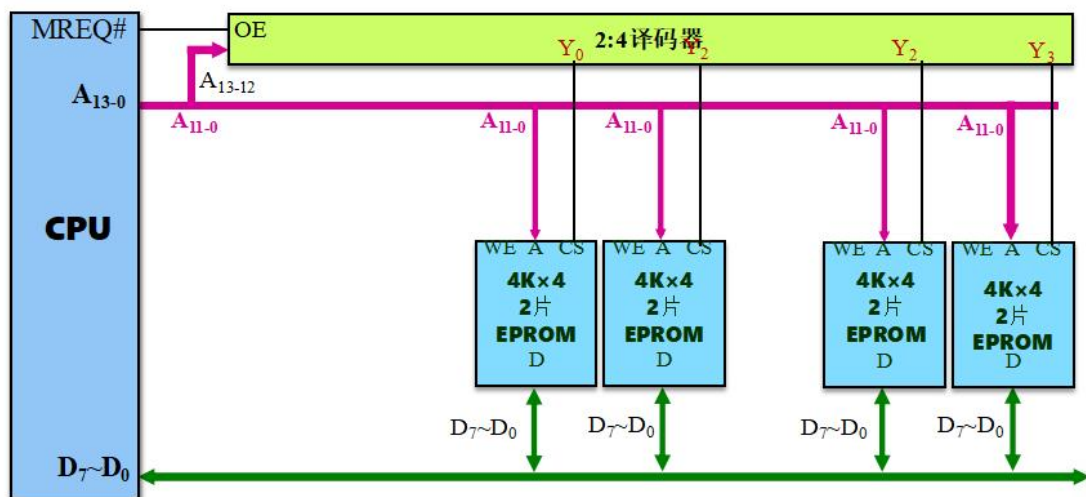 MREQ#
OE
2:4译码器
Y0 Y2 Y2 Y3
A13-12
A13-0
A11-0 A11-0 A11-0 A11-0 A11-0
CPU
WE A CS WE A CS WE A CS WE A CS
4K×4 4K×4 4K×4 4K×4
2片 2片 2片 2片
EPROM EPROM EPROM EPROM
D D D D
D7~D0 D7~D0 D7~D0 D7~D0
D7~D0